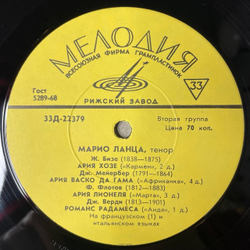 МЕЛОДИЯ
ВСЕСОЮЗНАЯ ФИРМА ГРАМПЛАСТИНОК
33
РИЖСКИЙ ЗАВОД
Гост
5289-68
33Д-22379
Вторая группа
Цена 70 коп.
МАРИО ЛАНЦА, тенор
Ж. Бизе (1838—1875)
АРИЯ ХОЗЕ («Кармен», 2 д.)
Дж. Мейербер (1791—1864)
АРИЯ ВАСКО ДА ГАМА («Африканка», 4 д.)
Ф. Флотов (1812—1883)
АРИЯ ЛИОНЕЛЯ («Марта», 3 д.)
Дж. Верди (1813—1901)
РОМАНС РАДАМЕСА («Аида», 1 д.)
На французском (1) и
итальянском языках